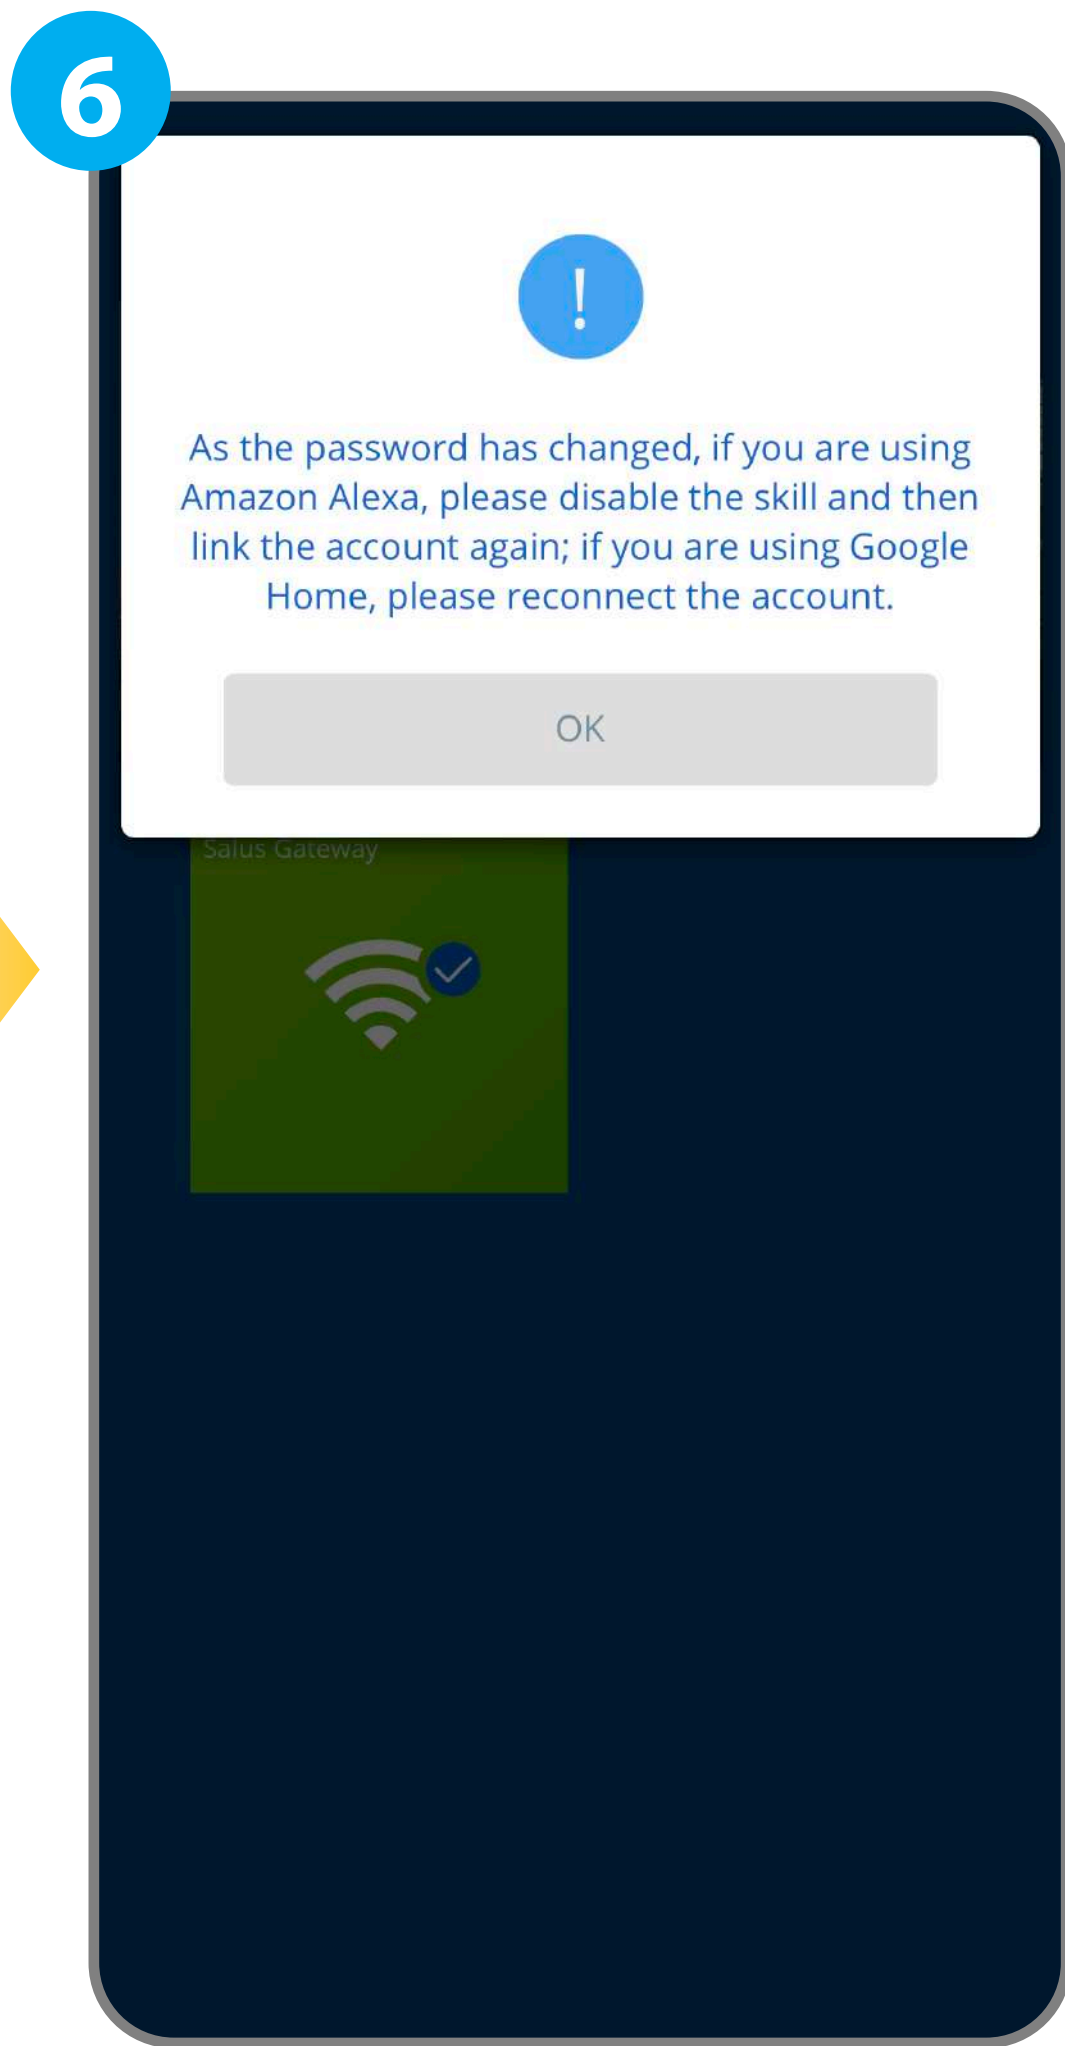 6
!
As the password has changed, if you are using
Amazon Alexa, please disable the skill and then
link the account again; if you are using Google
Home, please reconnect the account.
OK
Salus Gateway